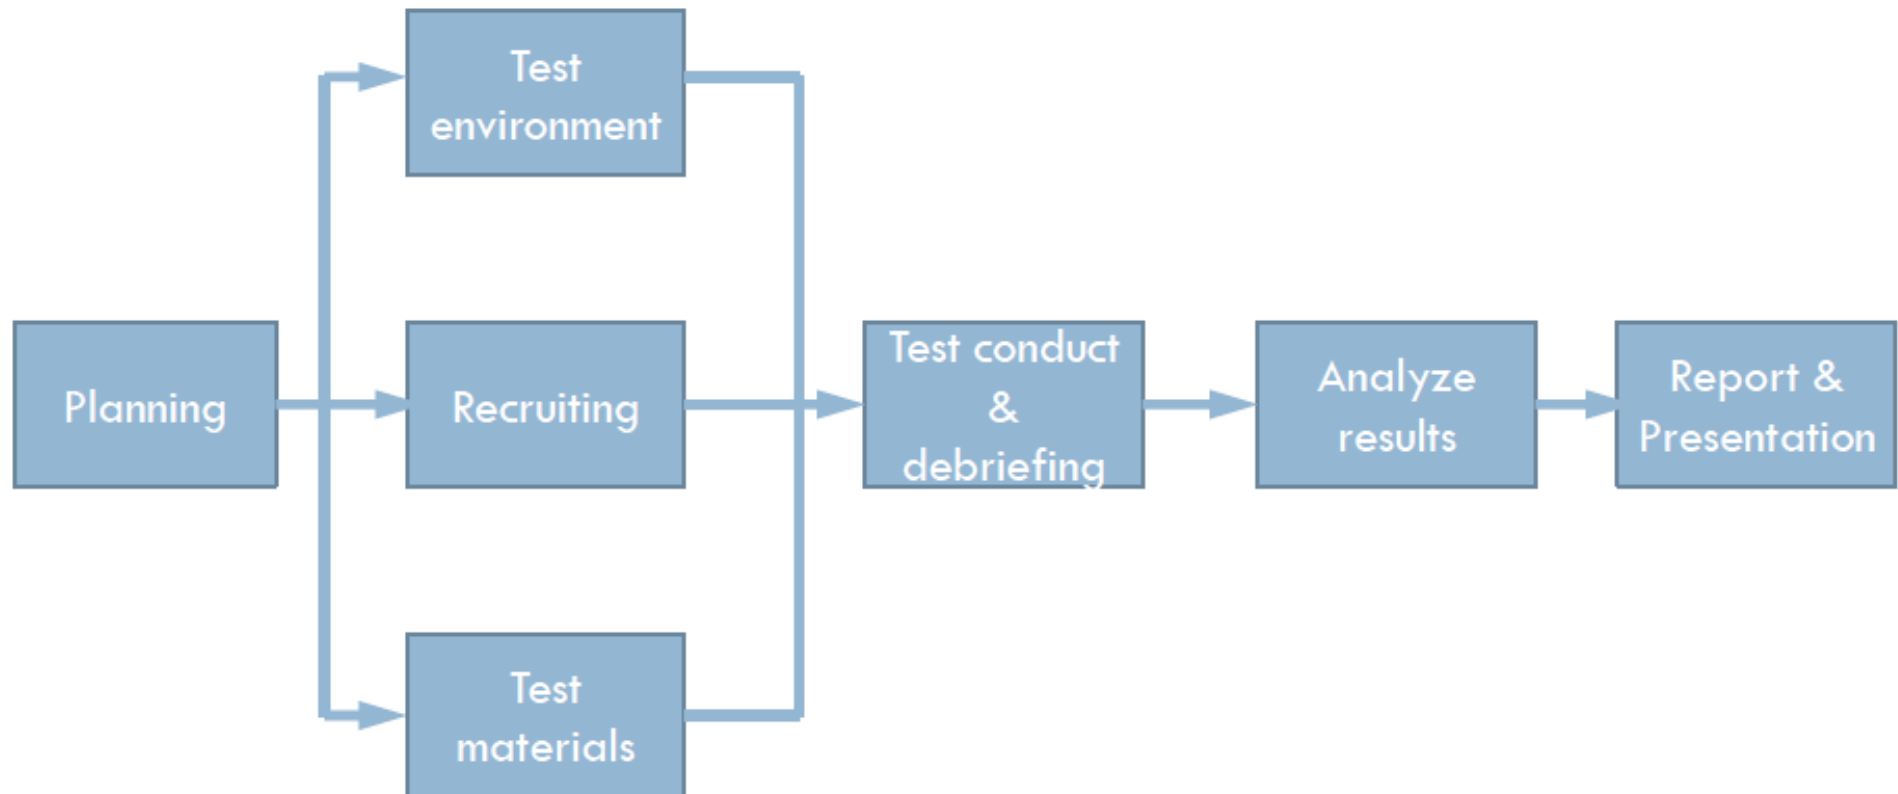 Test
environment
Planning
Recruiting
Test materials
Test conduct
&
debriefing
Analyze
results
Report &
Presentation